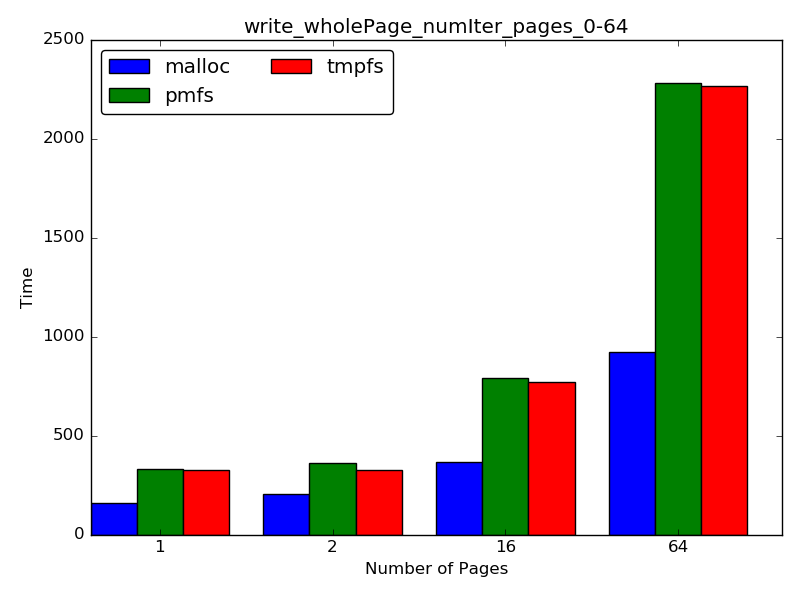 write_wholePage_numIter_pages_0-64
2500
2000
1500
1000
500
0
Time
malloc
tmpfs
pmfs
1 2 16 64
Number of Pages